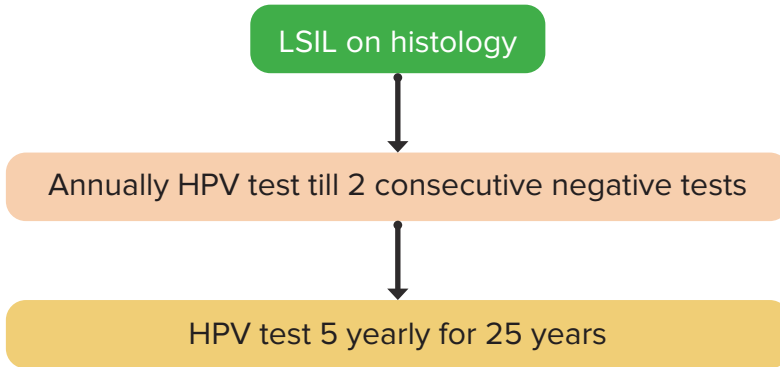 LSIL on histology
Annually HPV test till 2 consecutive negative tests
HPV test 5 yearly for 25 years